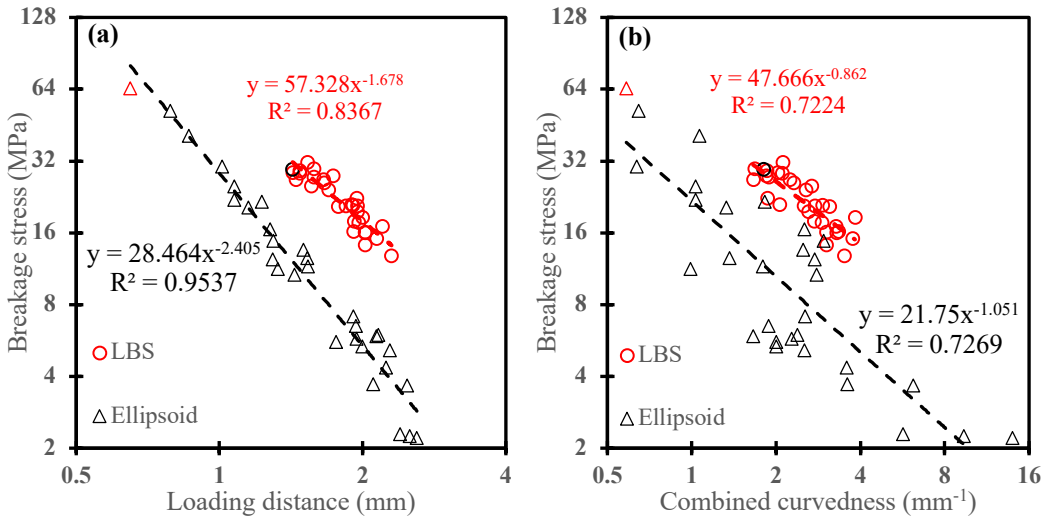 (a)
128
64
32
16
8
4
2
Breakage stress (MPa)
y = 57.328x^-1.678
R² = 0.8367
y = 28.464x^-2.405
R² = 0.9537
LBS
Ellipsoid
0.5
1
2
4
Loading distance (mm)
(b)
128
64
32
16
8
4
2
Breakage stress (MPa)
y = 47.666x^-0.862
R² = 0.7224
y = 21.75x^-1.051
R² = 0.7269
LBS
Ellipsoid
0.5
1
2
4
8
16
Combined curvedness (mm⁻¹)